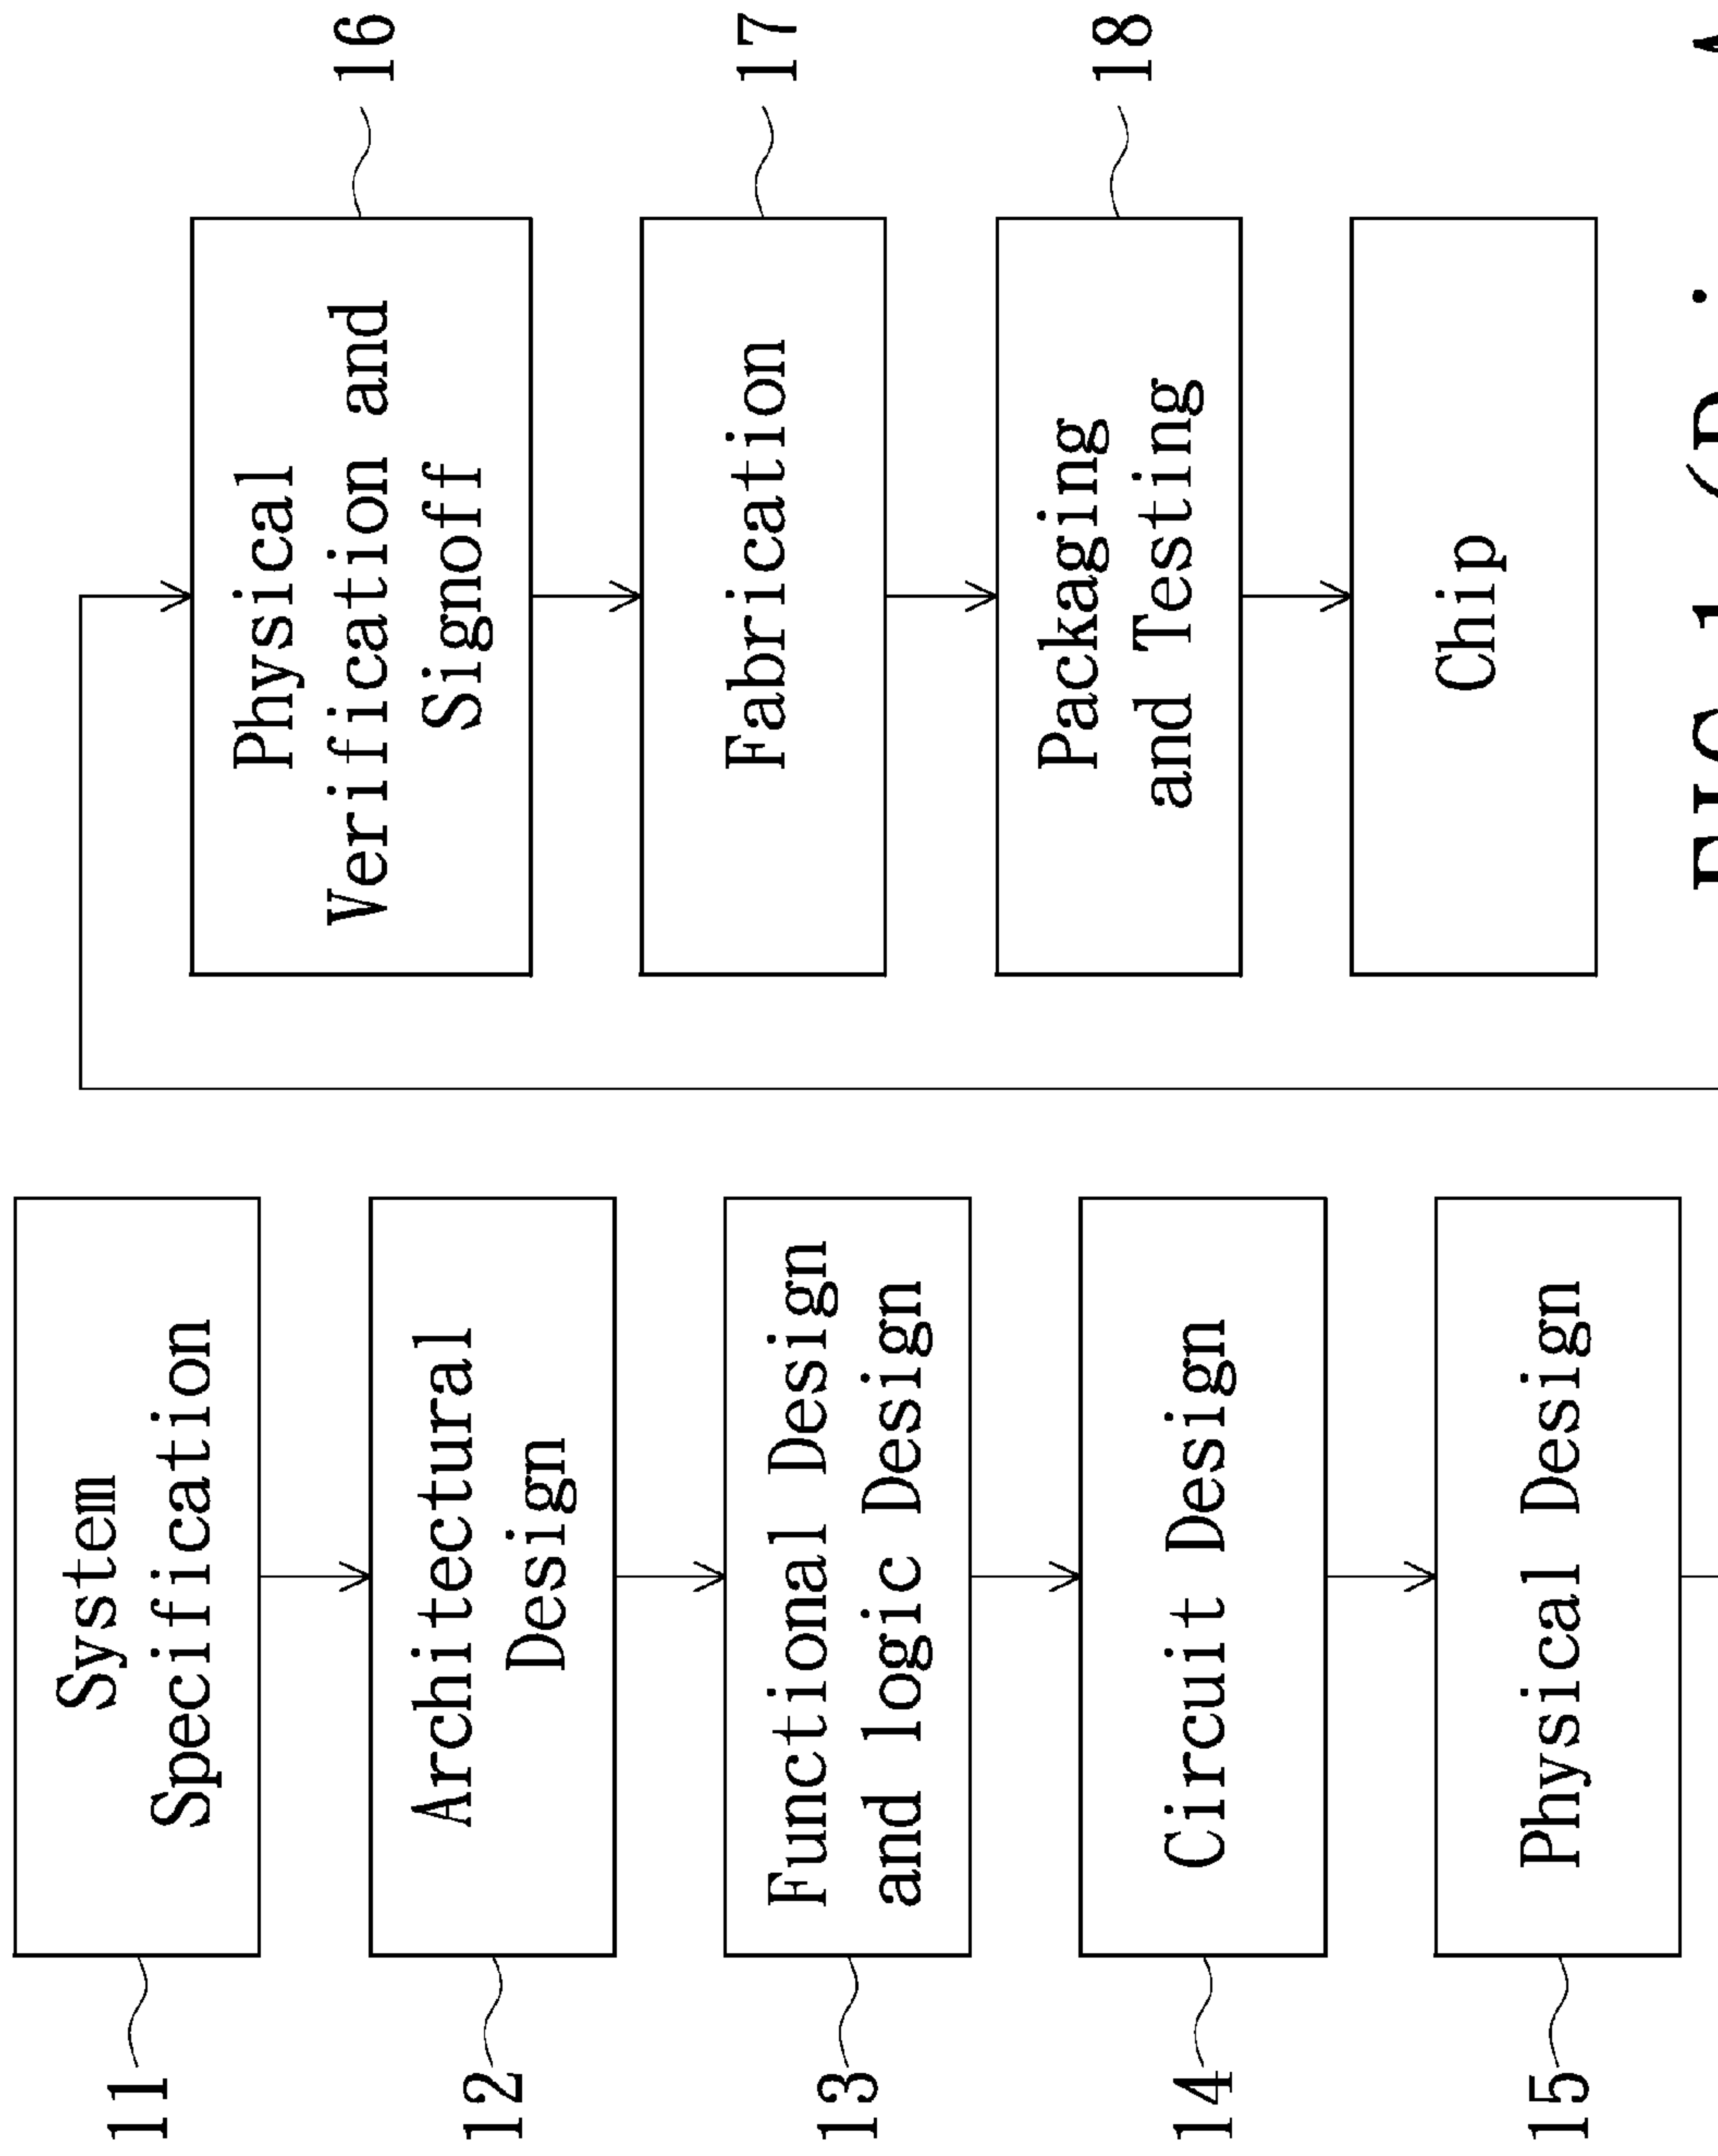 11
System
Specification
12
Architectural
Design
13
Functional Design
and logic Design
14
Circuit Design
15
Physical Design
Physical
Verification and
Signoff
16
Fabrication
17
Packaging
and Testing
18
Chip